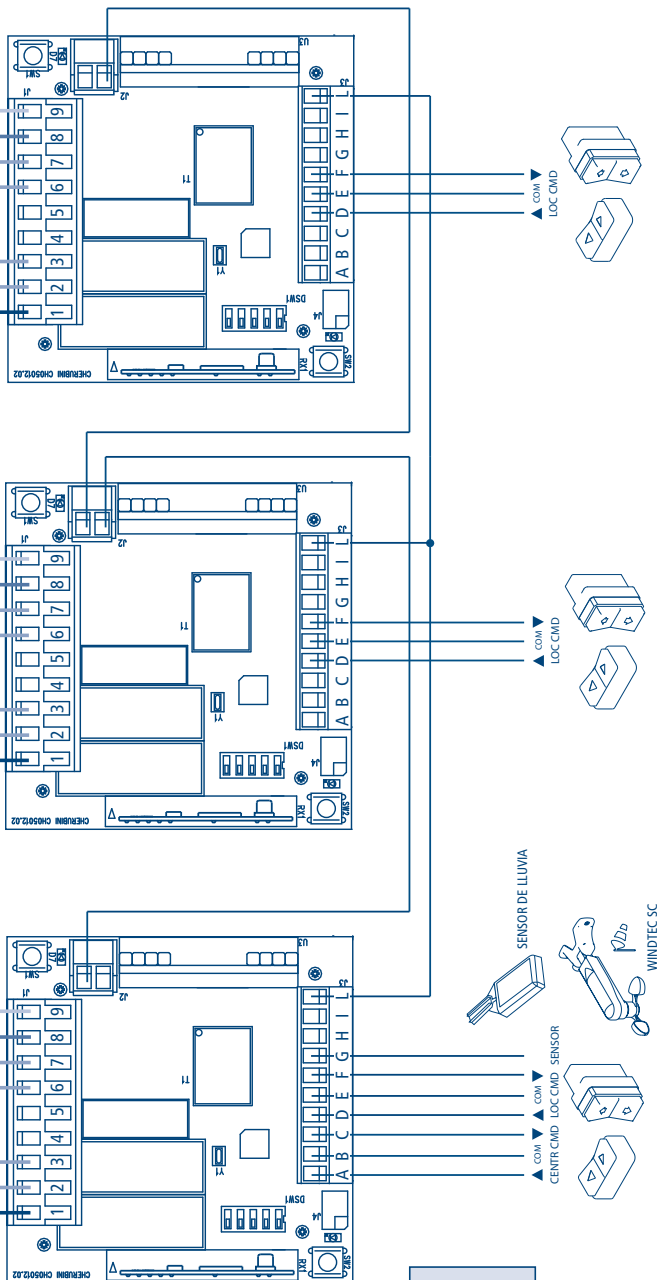 SW1
D7
J1
J2
U3
9
8
7
6
5
4
3
2
1
T1
Y1
DSW1
J4
J3
RX1
SW2
CHERUBINI CH05012.02
A B C D E F G H I L
COM
LOC CMD
SW1
D7
J1
J2
U3
9
8
7
6
5
4
3
2
1
T1
Y1
DSW1
J4
J3
RX1
SW2
CHERUBINI CH05012.02
A B C D E F G H I L
COM
LOC CMD
SW1
D7
J1
J2
U3
9
8
7
6
5
4
3
2
1
T1
Y1
DSW1
J4
J3
RX1
SW2
CHERUBINI CH05012.02
A B C D E F G H I L
COM
CENTR CMD
COM
LOC CMD
SENSOR
SENSOR DE LLUVIA
WINDTEC SC